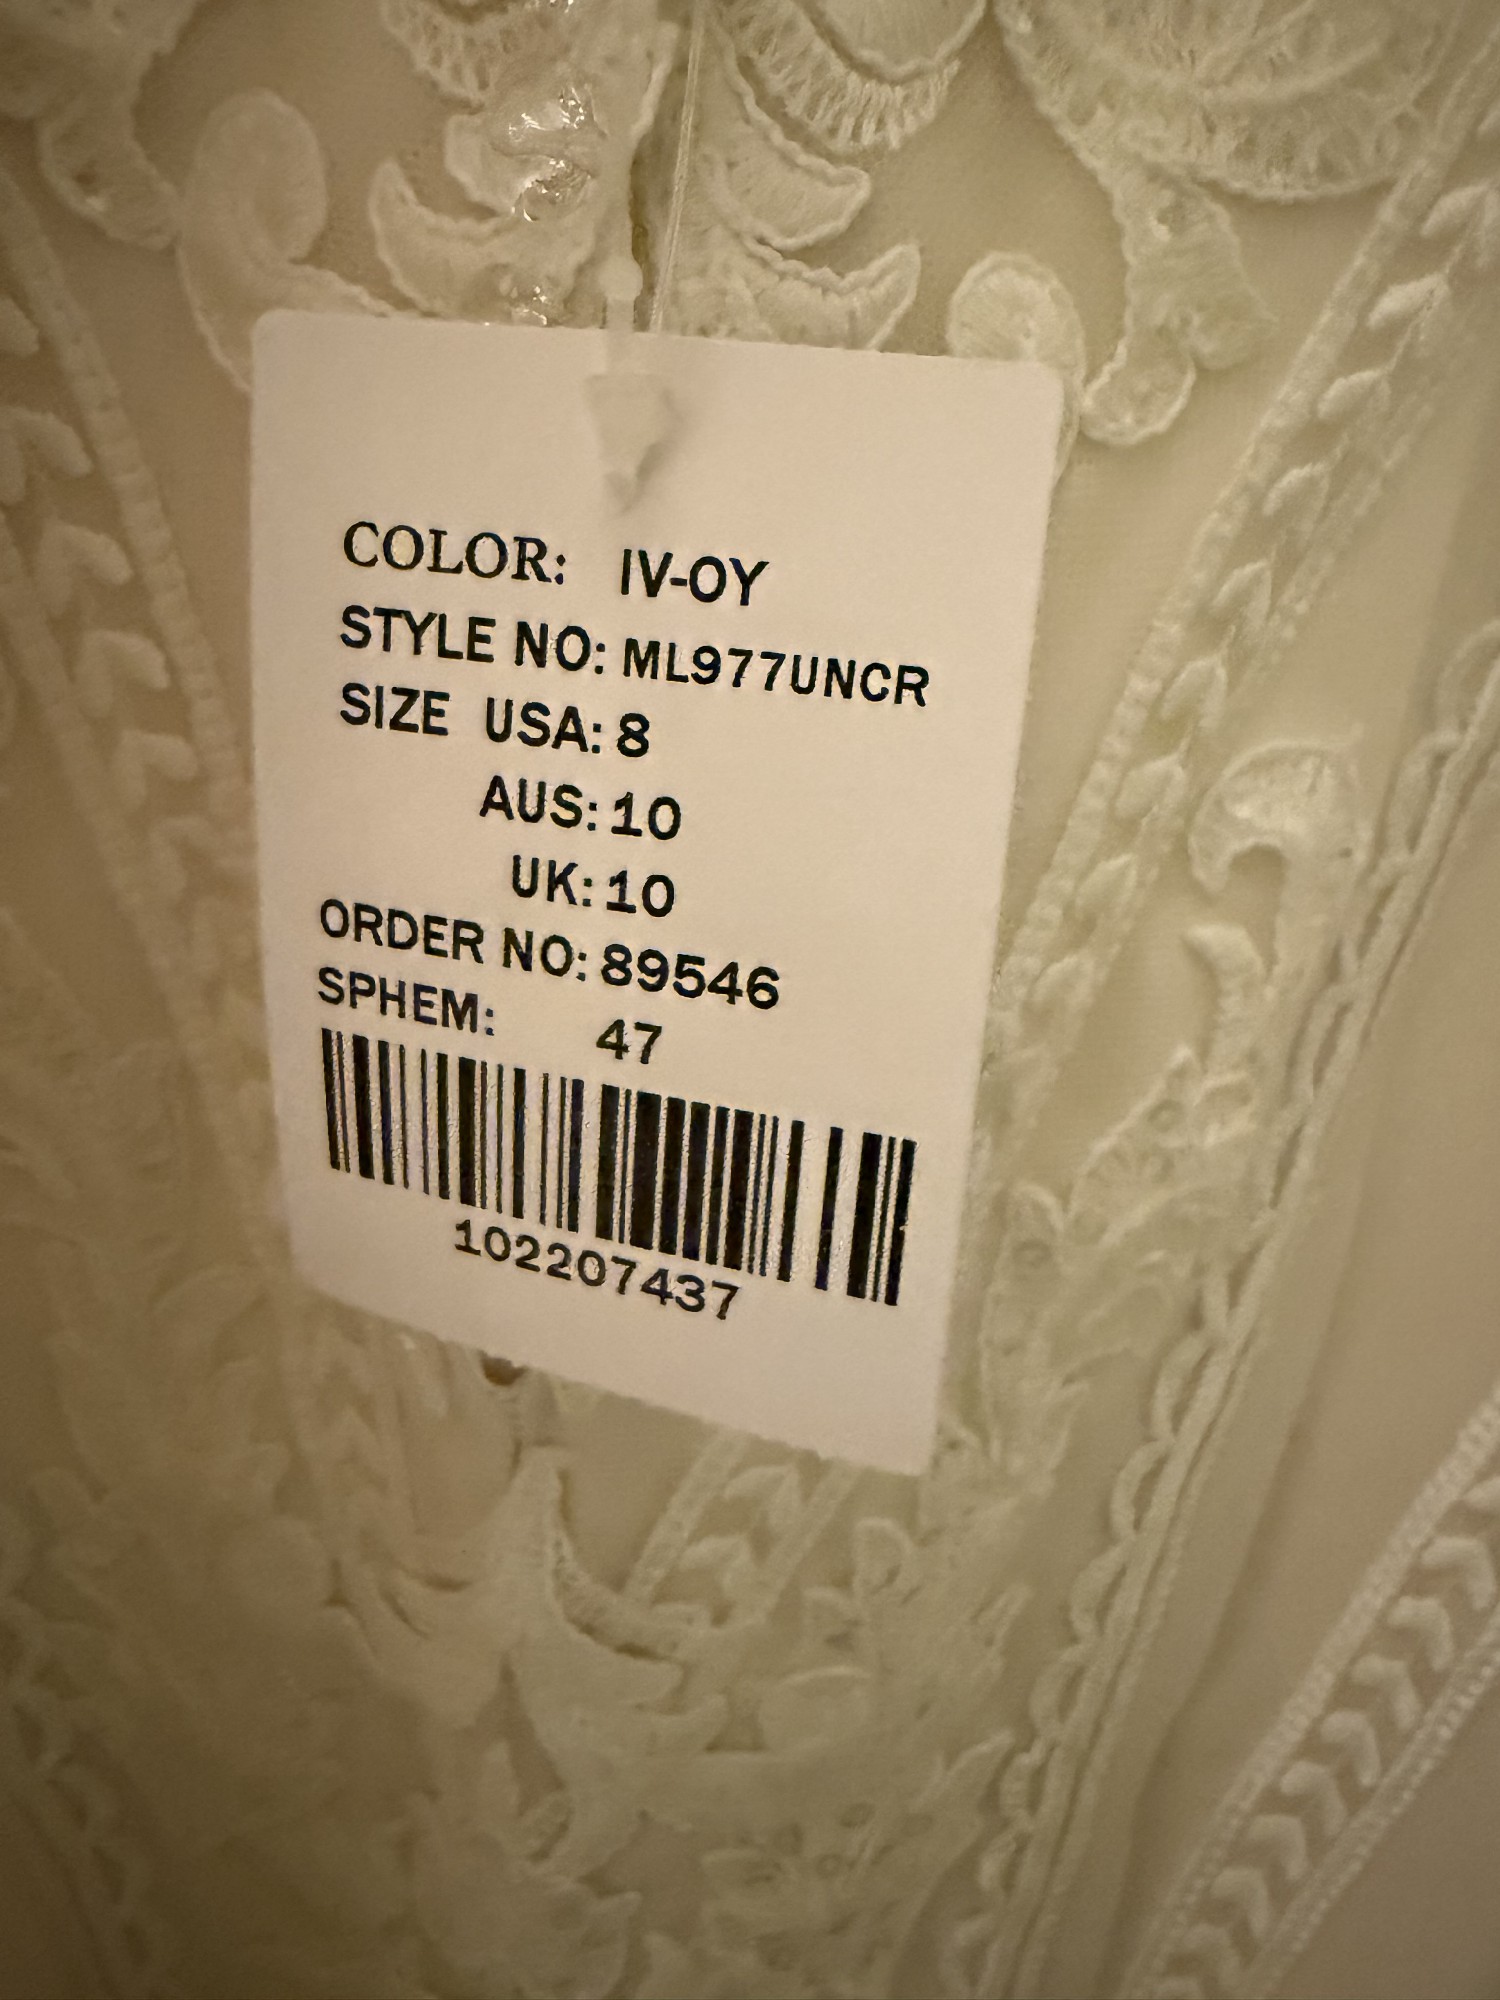 COLOR: IV-OY
STYLE NO: ML977UNCR
SIZE USA: 8
AUS: 10
UK: 10
ORDER NO: 89546
SPHEM: 47
102207437